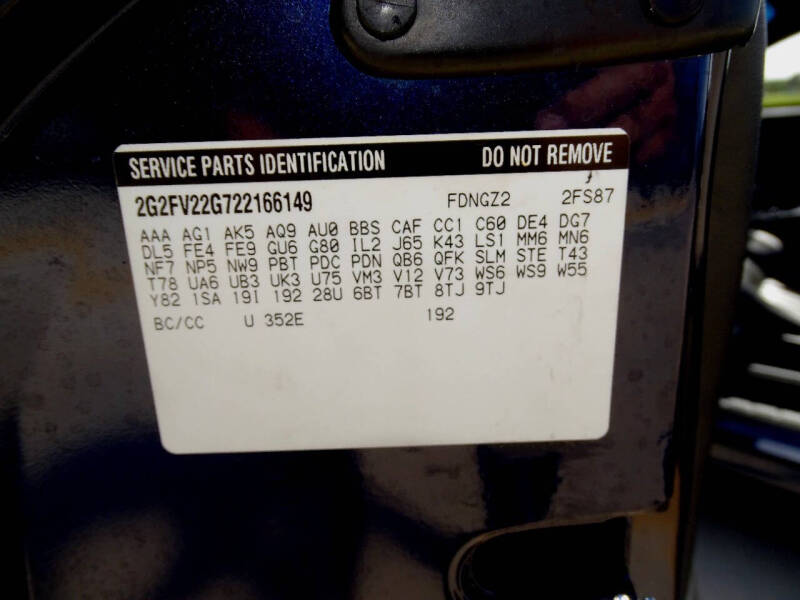 SERVICE PARTS IDENTIFICATION DO NOT REMOVE
2G2FV22G722166149 FDNGZ2 2FS87
AAA AG1 AK5 AQ9 AU0 BBS CAF CC1 C60 DE4 DG7
DL5 FE4 FE9 GU6 G80 IL2 J65 K43 LS1 MM6 MN6
NF7 NP5 NW9 PBT PDC PDN QB6 QFK SLM STE T43
T78 UA6 UB3 UK3 U75 VM3 V12 V73 WS6 WS9 W55
Y82 1SA 19I 192 28U 6BT 7BT 8TJ 9TJ
BC/CC U 352E 192